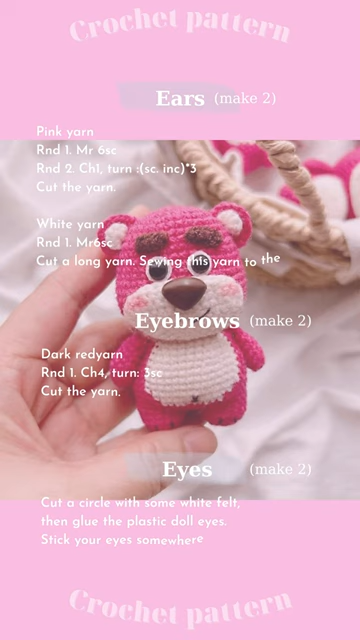 Crochet pattern
Ears (make 2)
Pink yarn
Rnd 1. Mr 6sc
Rnd 2. Ch1, turn :(sc. inc)*3
Cut the yarn.
White yarn
Rnd 1. Mr6sc
Cut a long yarn. Sewing this yarn to the
Eyebrows (make 2)
Dark redyarn
Rnd 1. Ch4, turn: 3sc
Cut the yarn.
Eyes (make 2)
Cut a circle with some white felt,
then glue the plastic doll eyes.
Stick your eyes somewhere
Crochet pattern